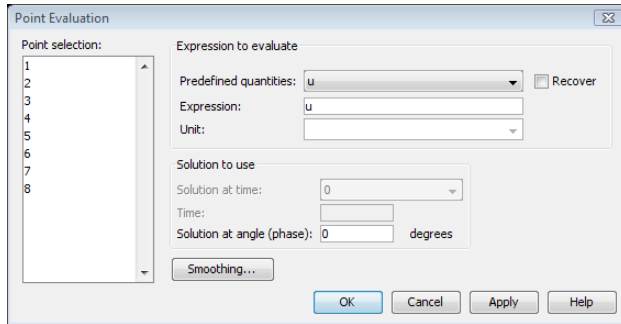 Point Evaluation
Point selection:
1
2
3
4
5
6
7
8
Expression to evaluate
Predefined quantities: u Recover
Expression: u
Unit:
Solution to use
Solution at time: 0
Time:
Solution at angle (phase): 0 degrees
Smoothing...
OK Cancel Apply Help